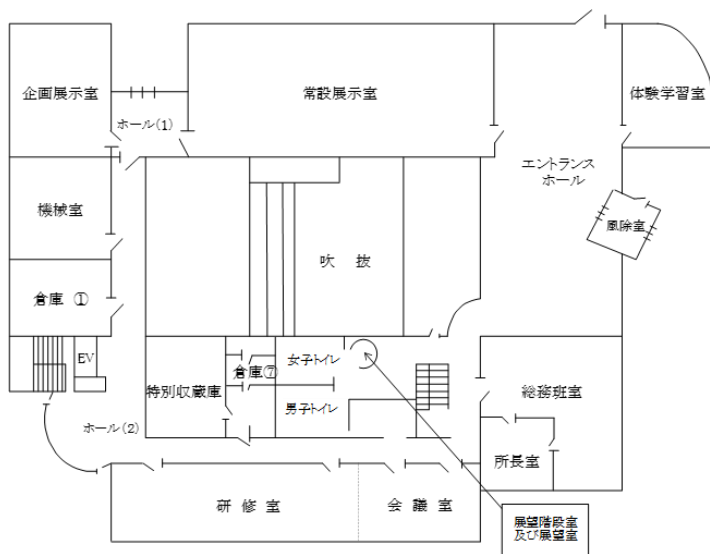 企画展示室
常設展示室
体験学習室
ホール(1)
エントランス
ホール
機械室
風除室
吹 抜
倉庫 ①
EV
女子トイレ
倉庫⑦
特別収蔵庫
総務班室
男子トイレ
ホール(2)
所長室
研 修 室
会 議 室
展望階段室
及び展望室